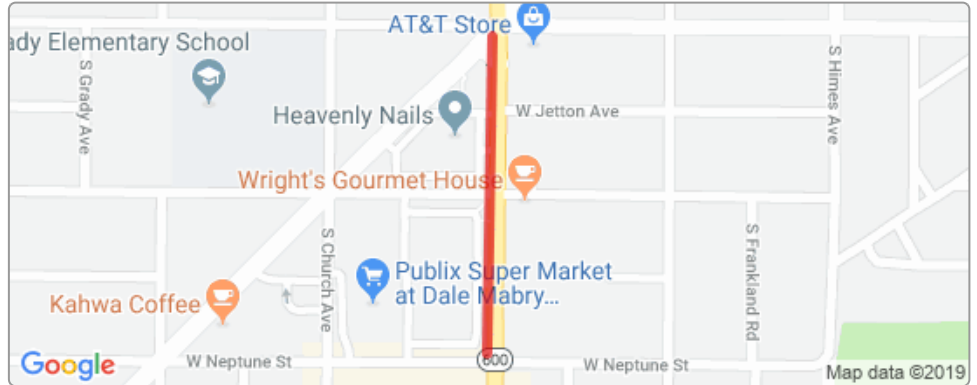 AT&T Store
ady Elementary School
S Grady Ave
S Himes Ave
Heavenly Nails
W Jetton Ave
Wright's Gourmet House
S Church Ave
S Frankland Rd
Publix Super Market
at Dale Mabry...
Kahwa Coffee
W Neptune St
600
W Neptune St
Google
Map data ©2019